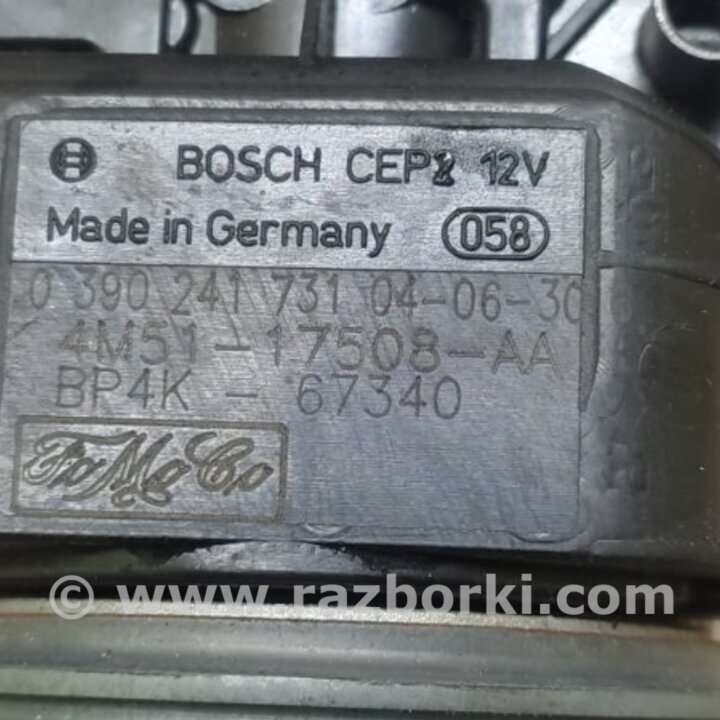 BOSCH CEP2 12V
Made in Germany 058
0 390 241 731 04-06-30
4M51-17508-AA
BP4K - 67340
FoMoCo
© www.razborki.com